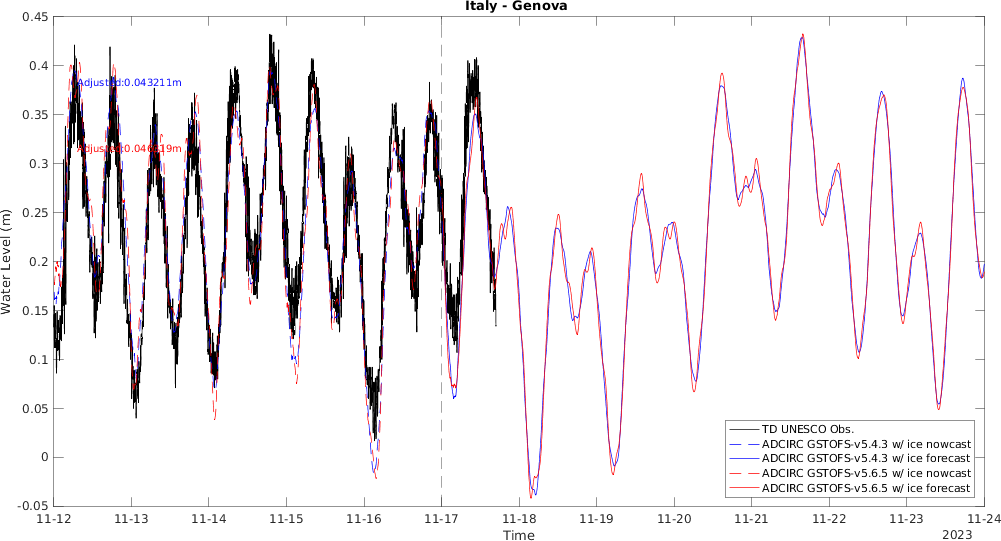 Italy - Genova
Water Level (m)
0.45
0.4
0.35
0.3
0.25
0.2
0.15
0.1
0.05
0
-0.05
Adjusted:0.043211m
TD UNESCO Obs.
ADCIRC GSTOFS-v5.4.3 w/ ice nowcast
ADCIRC GSTOFS-v5.4.3 w/ ice forecast
ADCIRC GSTOFS-v5.6.5 w/ ice nowcast
ADCIRC GSTOFS-v5.6.5 w/ ice forecast
11-12 11-13 11-14 11-15 11-16 11-17 11-18 11-19 11-20 11-21 11-22 11-23 11-24
Time
2023